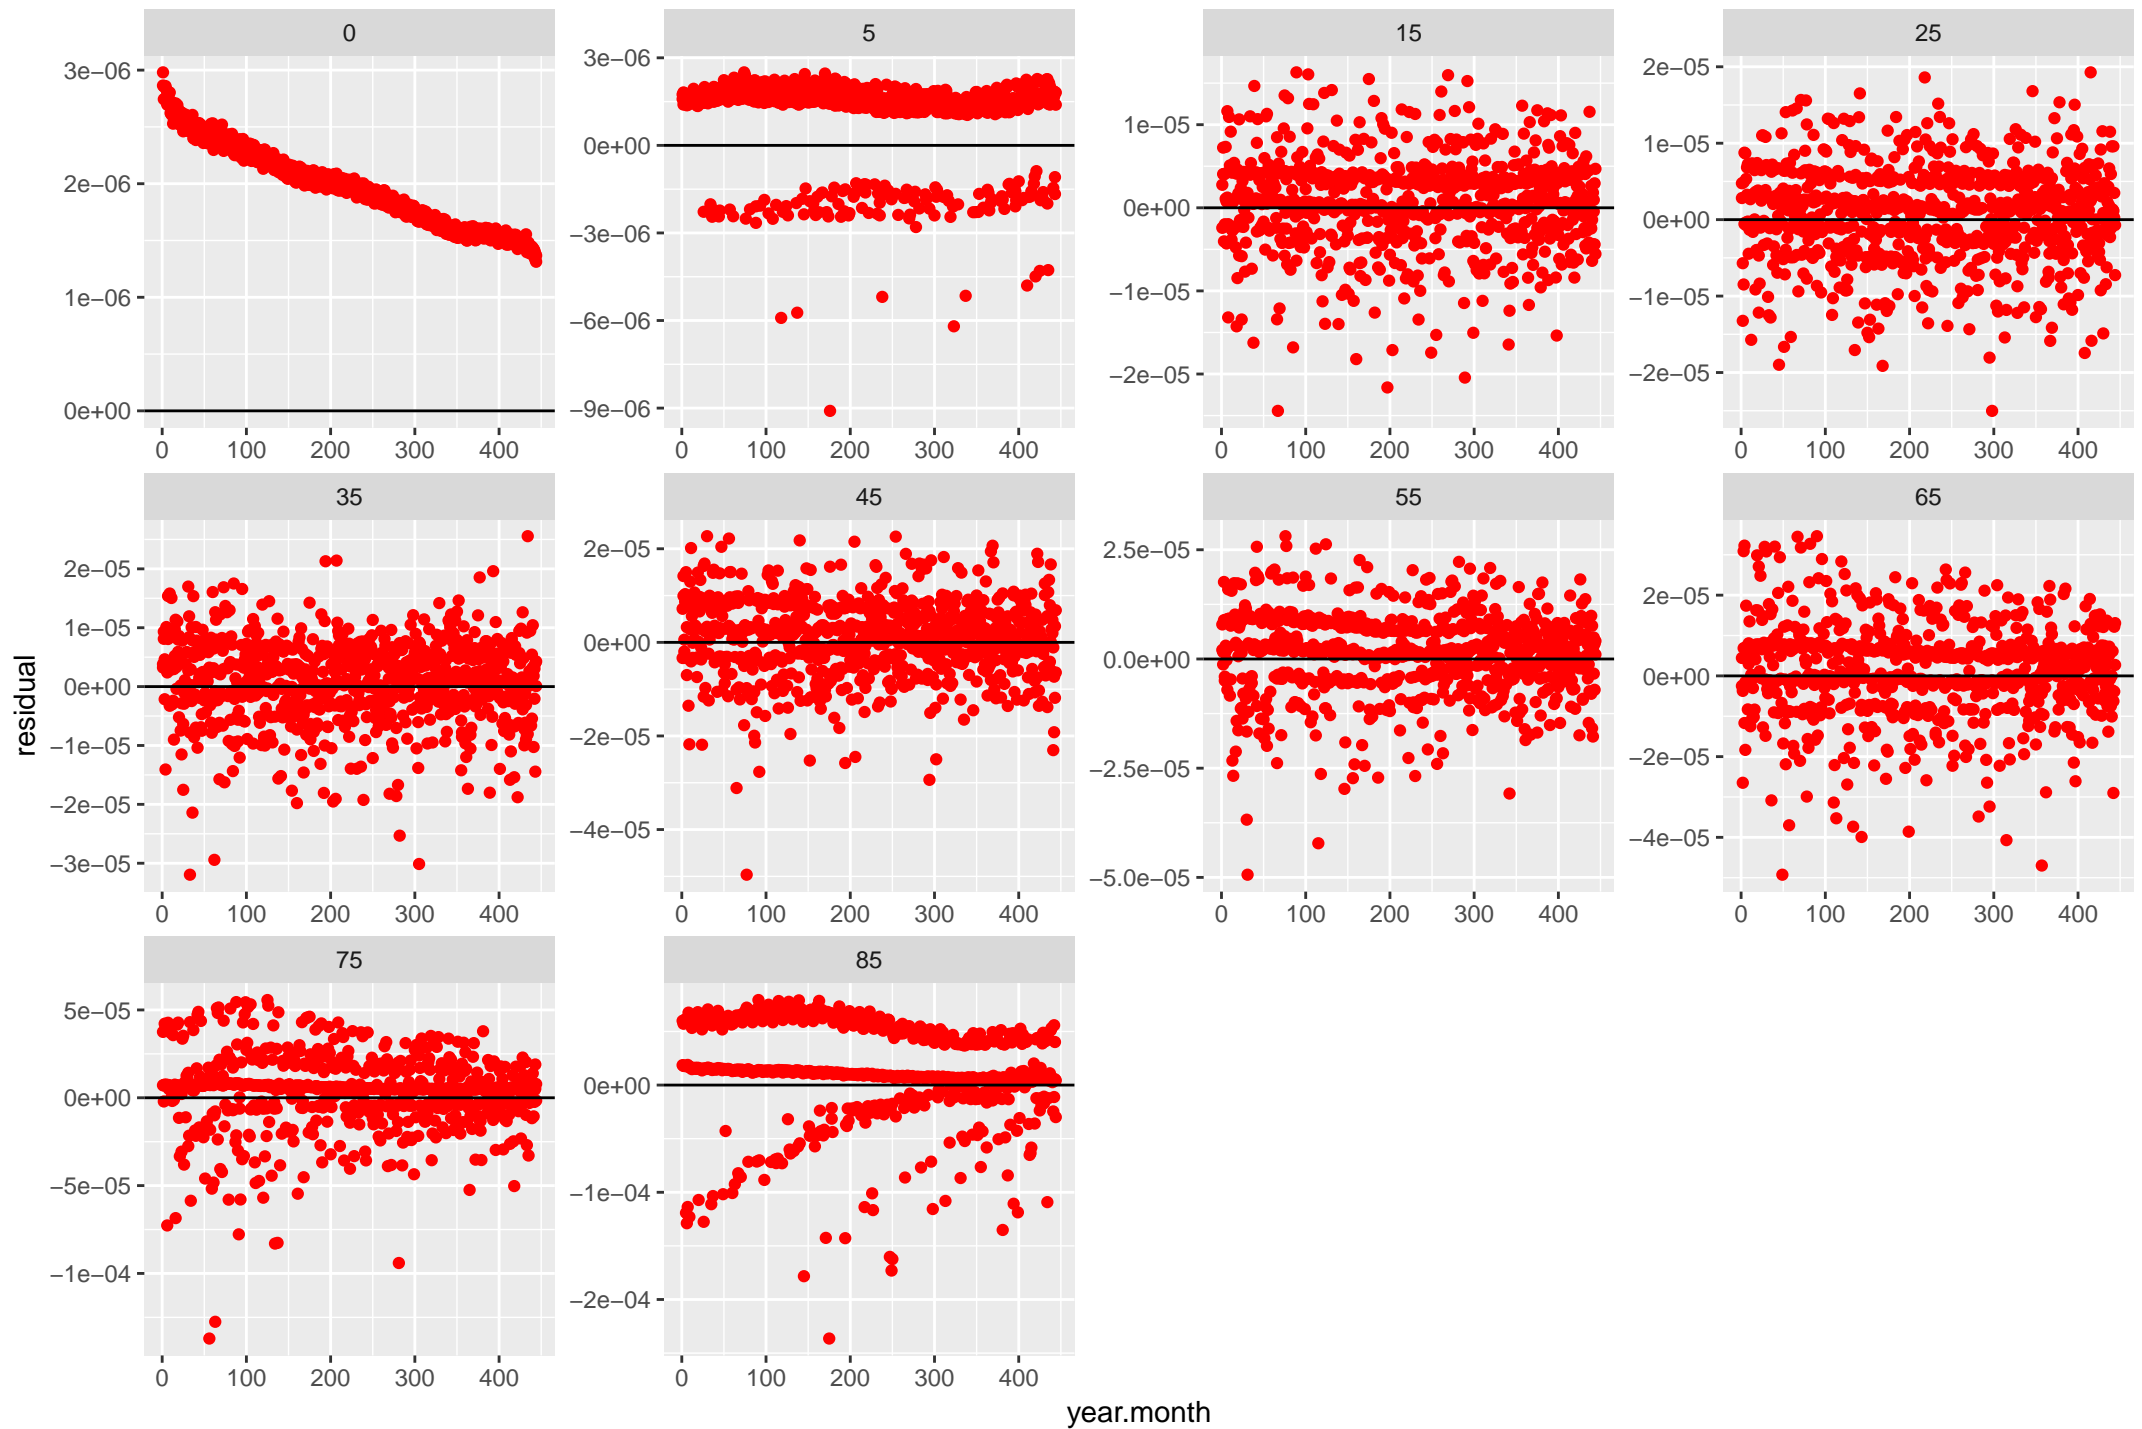 0 5 15 25
3e−06
2e−06
1e−06
0e+00
3e−06
0e+00
−3e−06
−6e−06
−9e−06
1e−05
0e+00
−1e−05
−2e−05
2e−05
1e−05
0e+00
−1e−05
−2e−05
0 100 200 300 400
0 100 200 300 400
0 100 200 300 400
0 100 200 300 400
35 45 55 65
2e−05
1e−05
0e+00
−1e−05
−2e−05
−3e−05
2e−05
0e+00
−2e−05
−4e−05
2.5e−05
0.0e+00
−2.5e−05
−5.0e−05
2e−05
0e+00
−2e−05
−4e−05
0 100 200 300 400
0 100 200 300 400
0 100 200 300 400
0 100 200 300 400
75 85
5e−05
0e+00
−5e−05
−1e−04
0e+00
−1e−04
−2e−04
0 100 200 300 400
0 100 200 300 400
residual
year.month